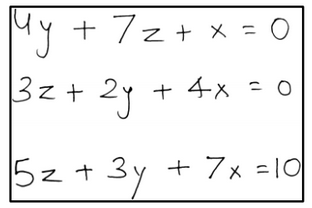 4y + 7z + x = 0
3z + 2y + 4x = 0
5z + 3y + 7x = 10